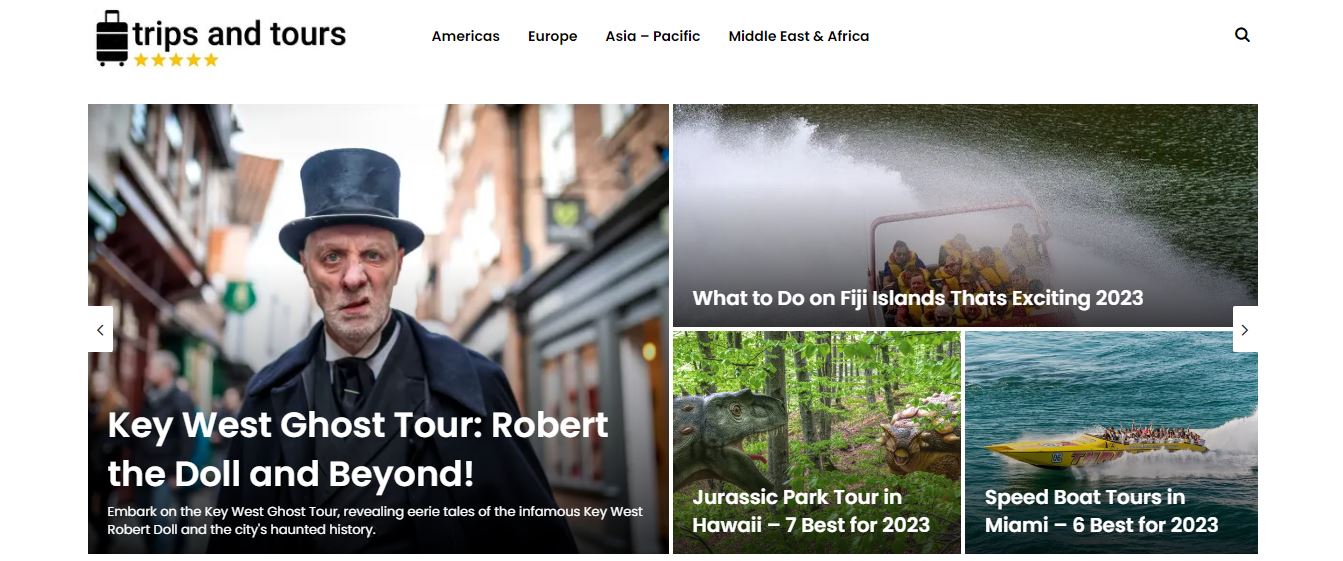 trips and tours
Americas
Europe
Asia – Pacific
Middle East & Africa
Key West Ghost Tour: Robert
the Doll and Beyond!
Embark on the Key West Ghost Tour, revealing eerie tales of the infamous Key West
Robert Doll and the city's haunted history.
What to Do on Fiji Islands Thats Exciting 2023
Jurassic Park Tour in
Hawaii – 7 Best for 2023
06
Speed Boat Tours in
Miami – 6 Best for 2023